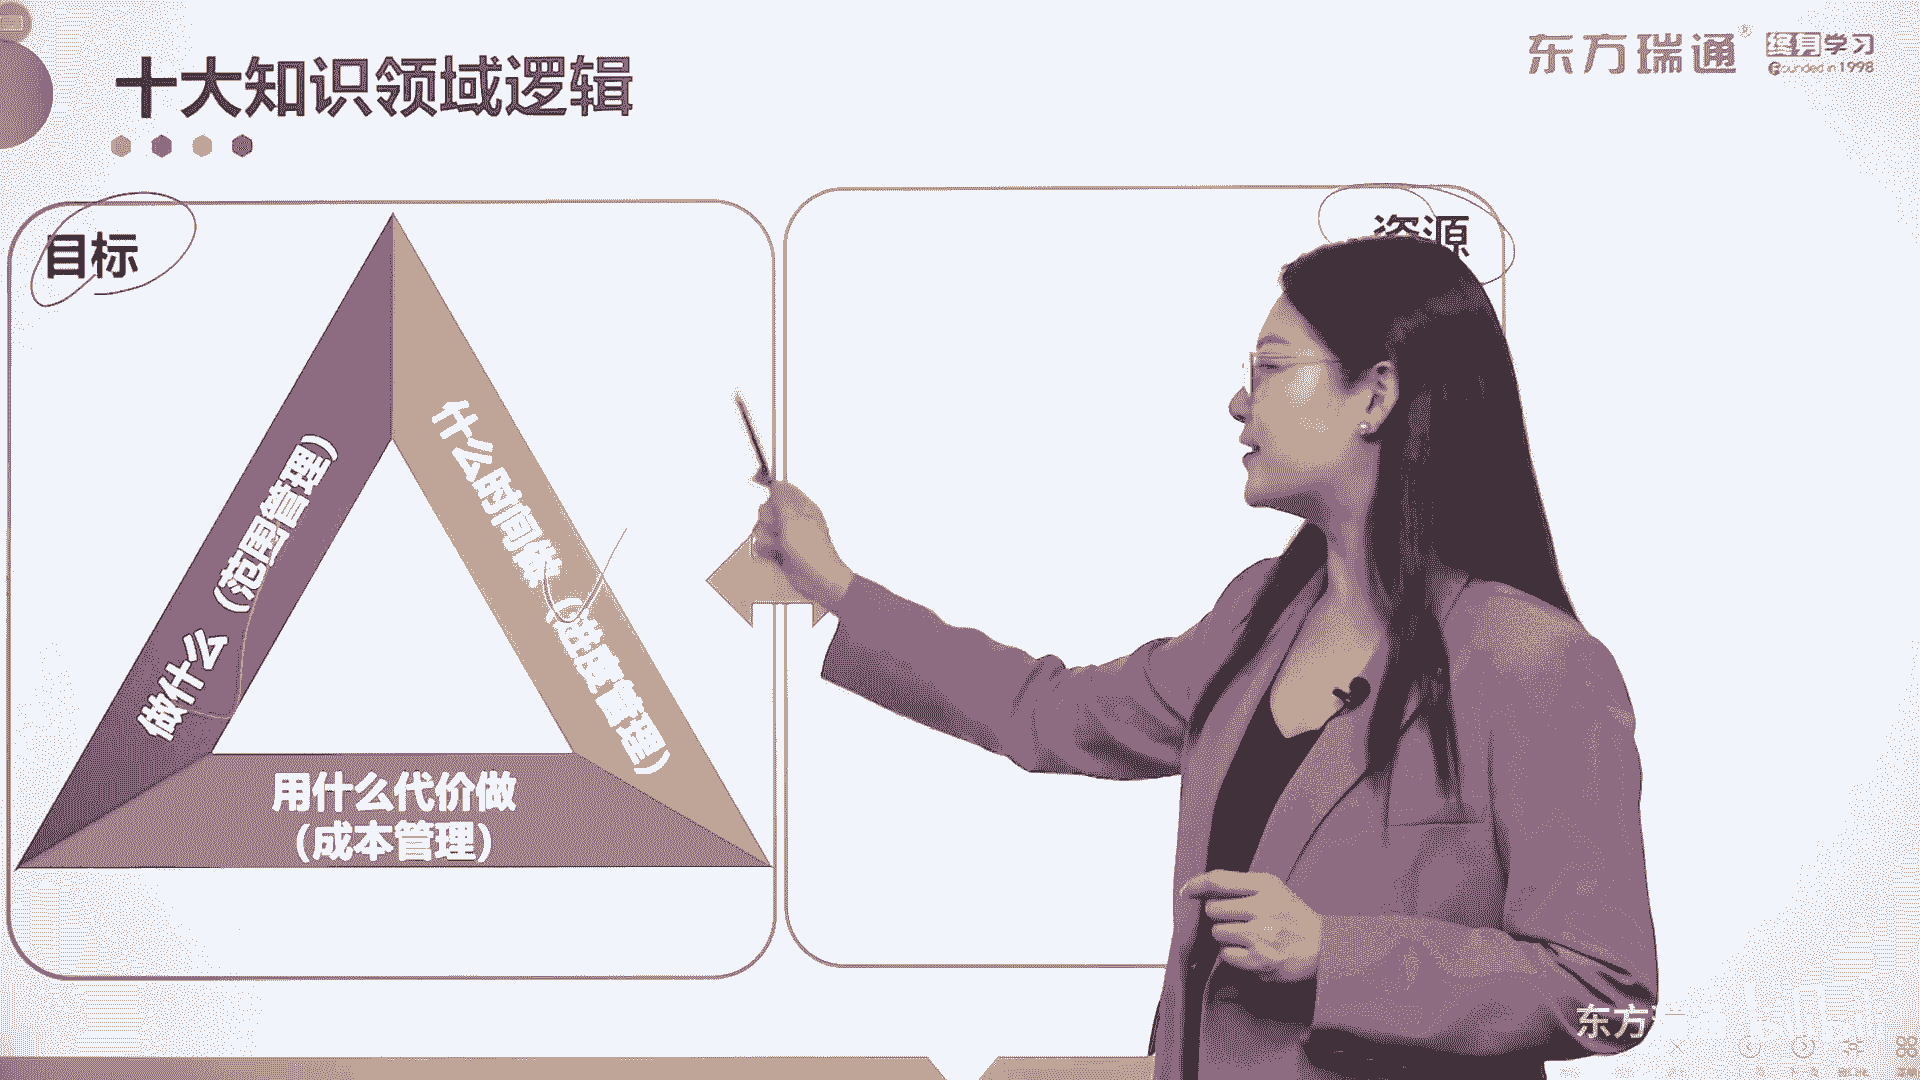 十大知识领域逻辑
东方瑞通®
终身学习
Founded in 1998
目标
资源
做什么（范围管理）
什么时间做（进度管理）
用什么代价做
（成本管理）
东方